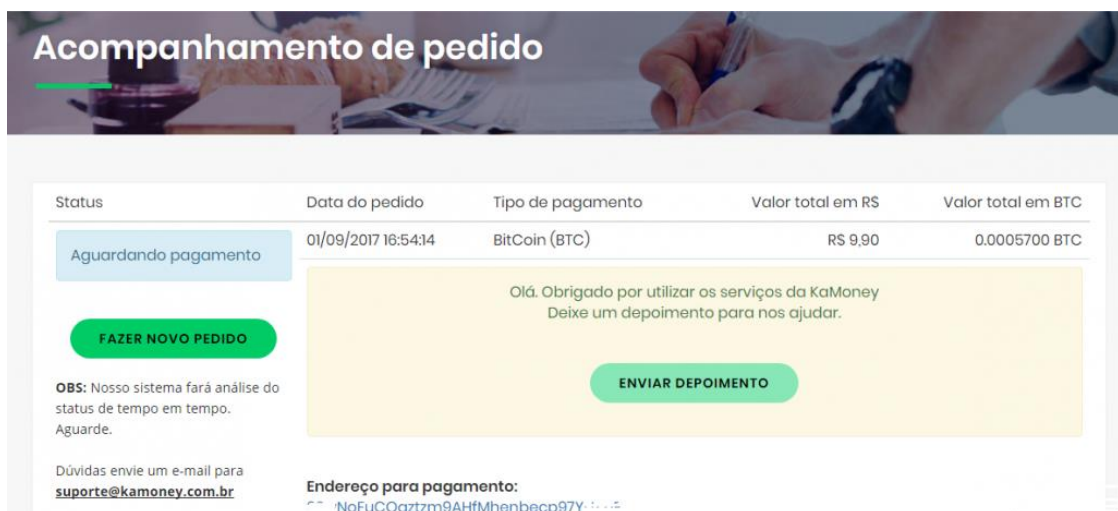 Acompanhamento de pedido
Status
Data do pedido
Tipo de pagamento
Valor total em R$
Valor total em BTC
Aguardando pagamento
01/09/2017 16:54:14
BitCoin (BTC)
R$ 9,90
0.0005700 BTC
Olá. Obrigado por utilizar os serviços da KaMoney
Deixe um depoimento para nos ajudar.
FAZER NOVO PEDIDO
ENVIAR DEPOIMENTO
OBS: Nosso sistema fará análise do
status de tempo em tempo.
Aguarde.
Dúvidas envie um e-mail para
suporte@kamoney.com.br
Endereço para pagamento: